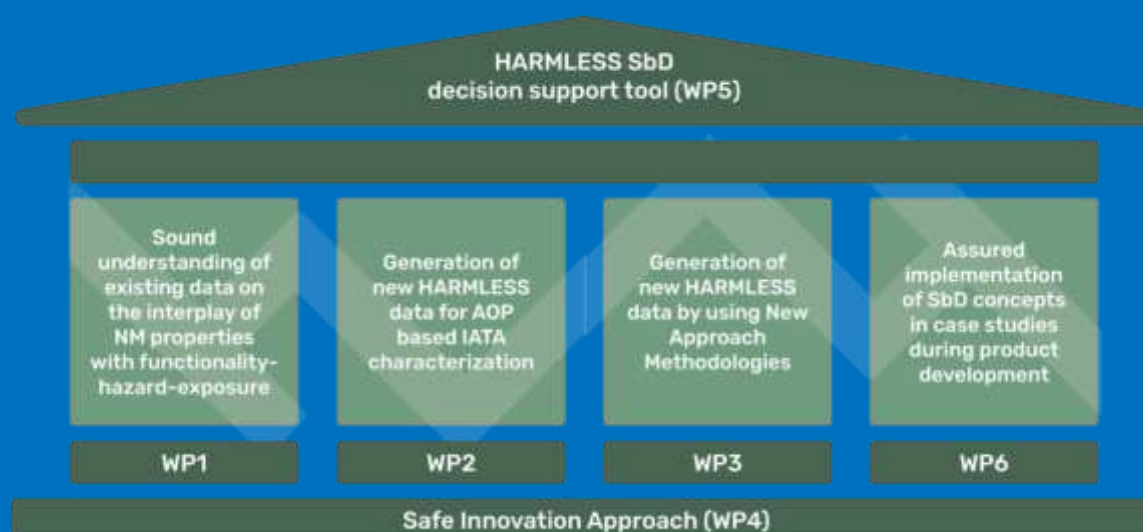 HARMLESS SbD
decision support tool (WP5)
Sound
understanding of
existing data on
the interplay of
NM properties
with functionality-
hazard-exposure
Generation of
new HARMLESS
data for AOP
based IATA
characterization
Generation of
new HARMLESS
data by using New
Approach
Methodologies
Assured
implementation
of SbD concepts
in case studies
during product
development
WP1
WP2
WP3
WP6
Safe Innovation Approach (WP4)